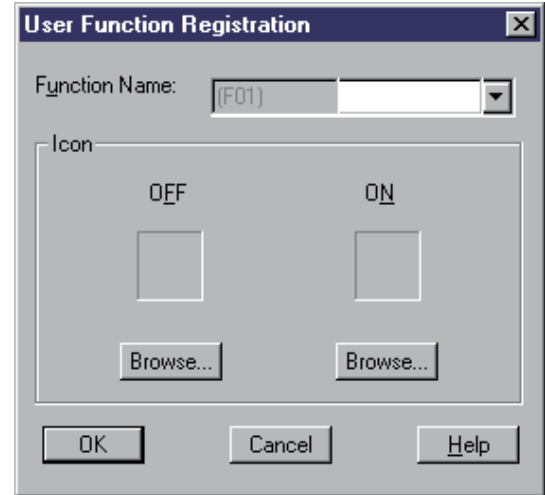 User Function Registration
Function Name: (F01)
Icon
OFF ON
Browse... Browse...
OK Cancel Help